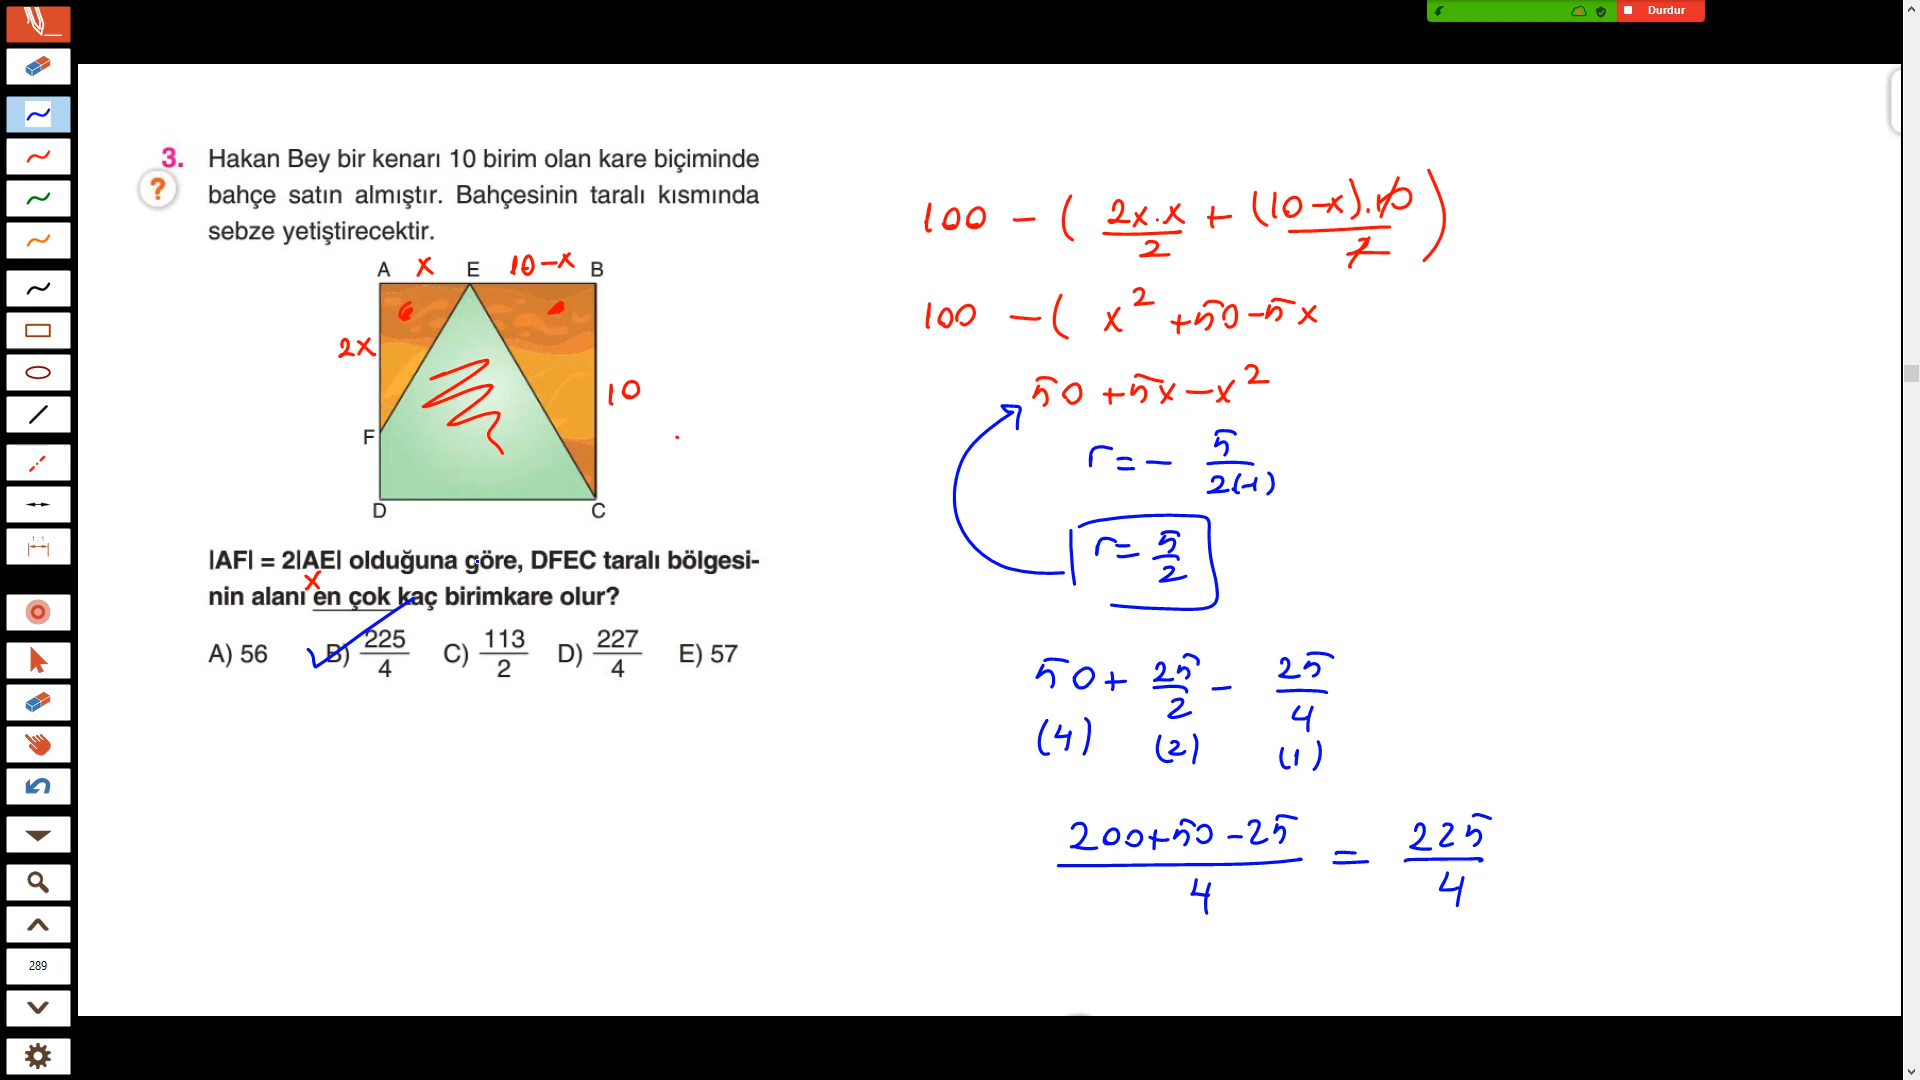 Durdur
3. Hakan Bey bir kenarı 10 birim olan kare biçiminde
? bahçe satın almıştır. Bahçesinin taralı kısmında
sebze yetiştirecektir.
A x E 10-x B
2x
10
F
D C
|AF| = 2|AE| olduğuna göre, DFEC taralı bölgesi-
x
nin alanı en çok kaç birimkare olur?
A) 56 B) 225/4 C) 113/2 D) 227/4 E) 57
100 - ( 2x.x/2 + (10-x).10/2 )
100 - ( x² + 50 - 5x
50 + 5x - x²
r = - 5/2(-1)
r = 5/2
50 + 25/2 - 25/4
(4) (2) (1)
200+50-25/4 = 225/4
1:1
289